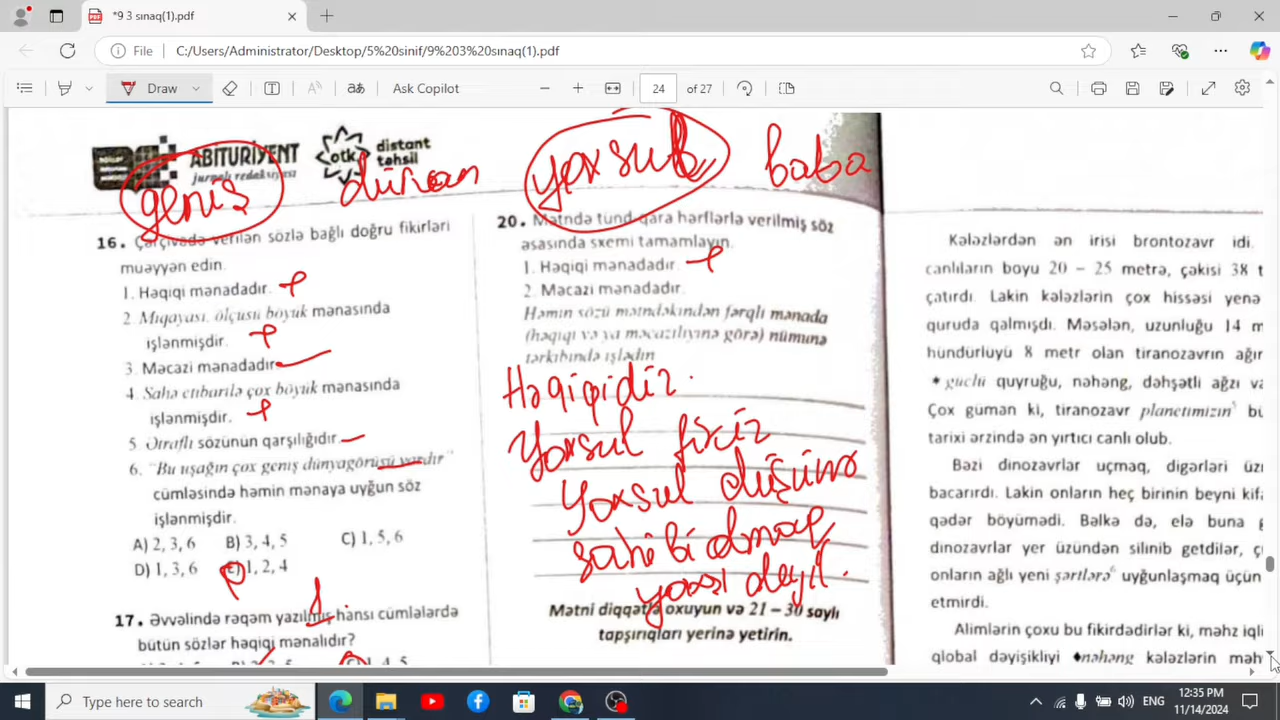 *9 3 sınaq(1).pdf
File C:/Users/Administrator/Desktop/5%20sinif/9%203%20sınaq(1).pdf
Draw Ask Copilot 24 of 27
ABİTURİYENT
jurnalı redaksiyası
otk distant təhsil
geniş
yoxsul baba
16. Çərçivədə verilən sözlə bağlı doğru fikirləri
müəyyən edin.
1. Həqiqi mənadadır.
2. Miqayası, ölçüsü böyük mənasında
işlənmişdir.
3. Məcazi mənadadır
4. Sahə etibarilə çox böyük mənasında
işlənmişdir.
5. Ətraflı sözünün qarşılığıdır.
6. "Bu uşağın çox geniş dünyagörüşü vardır"
cümləsində həmin mənaya uyğun söz
işlənmişdir.
A) 2, 3, 6 B) 3, 4, 5 C) 1, 5, 6
D) 1, 3, 6 E) 1, 2, 4
17. Əvvəlində rəqəm yazılmış hansı cümlələrdə
bütün sözlər həqiqi mənalıdır?
20. Mətndə tünd qara hərflərlə verilmiş söz
əsasında sxemi tamamlayın.
1. Həqiqi mənadadır.
2. Məcazi mənadadır.
Həmin sözü mətndəkindən fərqli mənada
(həqiqi və ya məcaziliyinə görə) nümunə
tərkibində işlədin
Həqiqidir.
Yoxsul fikir
Yoxsul düşüncə
sahibi olmaq
yaxşı deyil.
Mətni diqqətlə oxuyun və 21 – 30 saylı
tapşırıqları yerinə yetirin.
Kələzlərdən ən irisi brontozavr idi.
canlıların boyu 20 – 25 metrə, çəkisi 38 t
çatırdı. Lakin kələzlərin çox hissəsi yenə
quruda qalmışdı. Məsələn, uzunluğu 14 m
hündürlüyü 8 metr olan tiranozavrın ağır
* güclü quyruğu, nəhəng, dəhşətli ağzı və
Çox güman ki, tiranozavr planetimizin⁵ bü
tarixi ərzində ən yırtıcı canlı olub.
Bəzi dinozavrlar uçmaq, digərləri üz
bacarırdı. Lakin onların heç birinin beyni kif
qədər böyümədi. Bəlkə də, elə buna g
dinozavrlar yer üzündən silinib getdilər, ç
onların ağlı yeni şərtlərə⁶ uyğunlaşmaq üçün
etmirdi.
Alimlərin çoxu bu fikirdədirlər ki, məhz iqli
qlobal dəyişikliyi ♦nəhəng kələzlərin məh
Type here to search
ENG
12:35 PM
11/14/2024